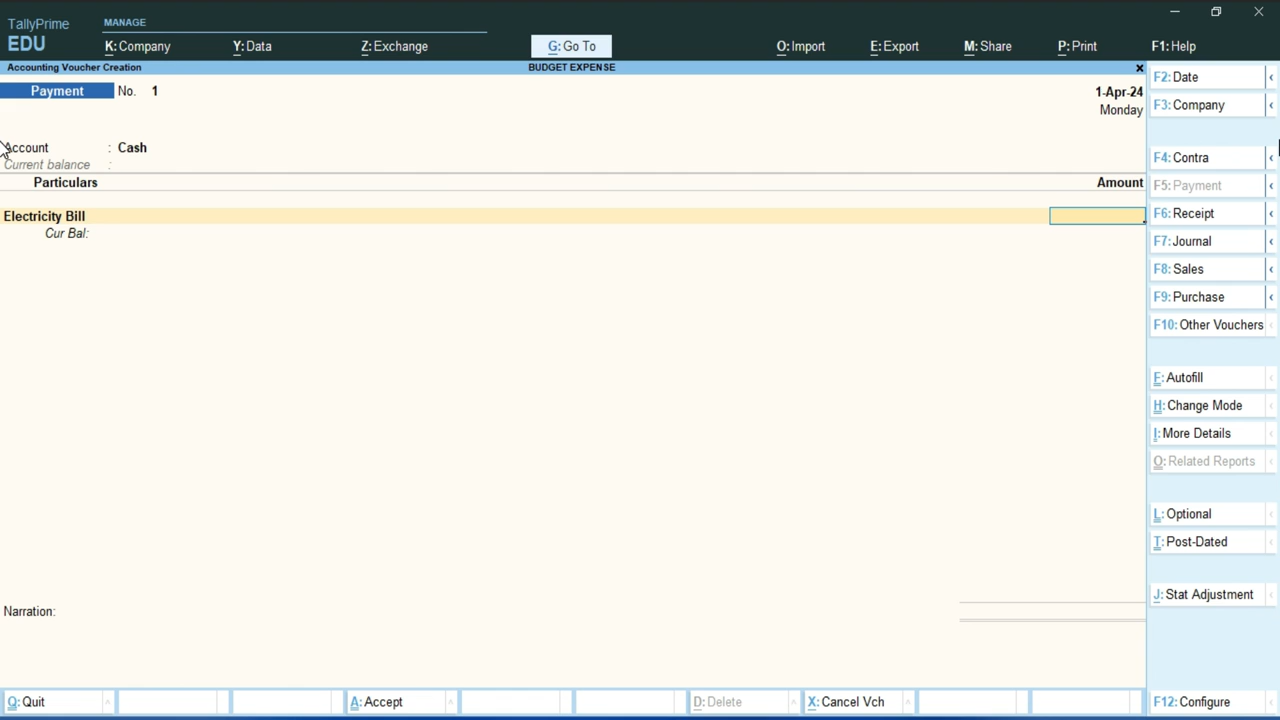 TallyPrime
EDU
MANAGE
K: Company Y: Data Z: Exchange G: Go To O: Import E: Export M: Share P: Print F1: Help
Accounting Voucher Creation BUDGET EXPENSE x
Payment No. 1 1-Apr-24
Monday
Account : Cash
Current balance :
Particulars Amount
Electricity Bill
Cur Bal:
Narration:
F2: Date
F3: Company
F4: Contra
F5: Payment
F6: Receipt
F7: Journal
F8: Sales
F9: Purchase
F10: Other Vouchers
F: Autofill
H: Change Mode
I: More Details
O: Related Reports
L: Optional
T: Post-Dated
J: Stat Adjustment
Q: Quit A: Accept D: Delete X: Cancel Vch F12: Configure